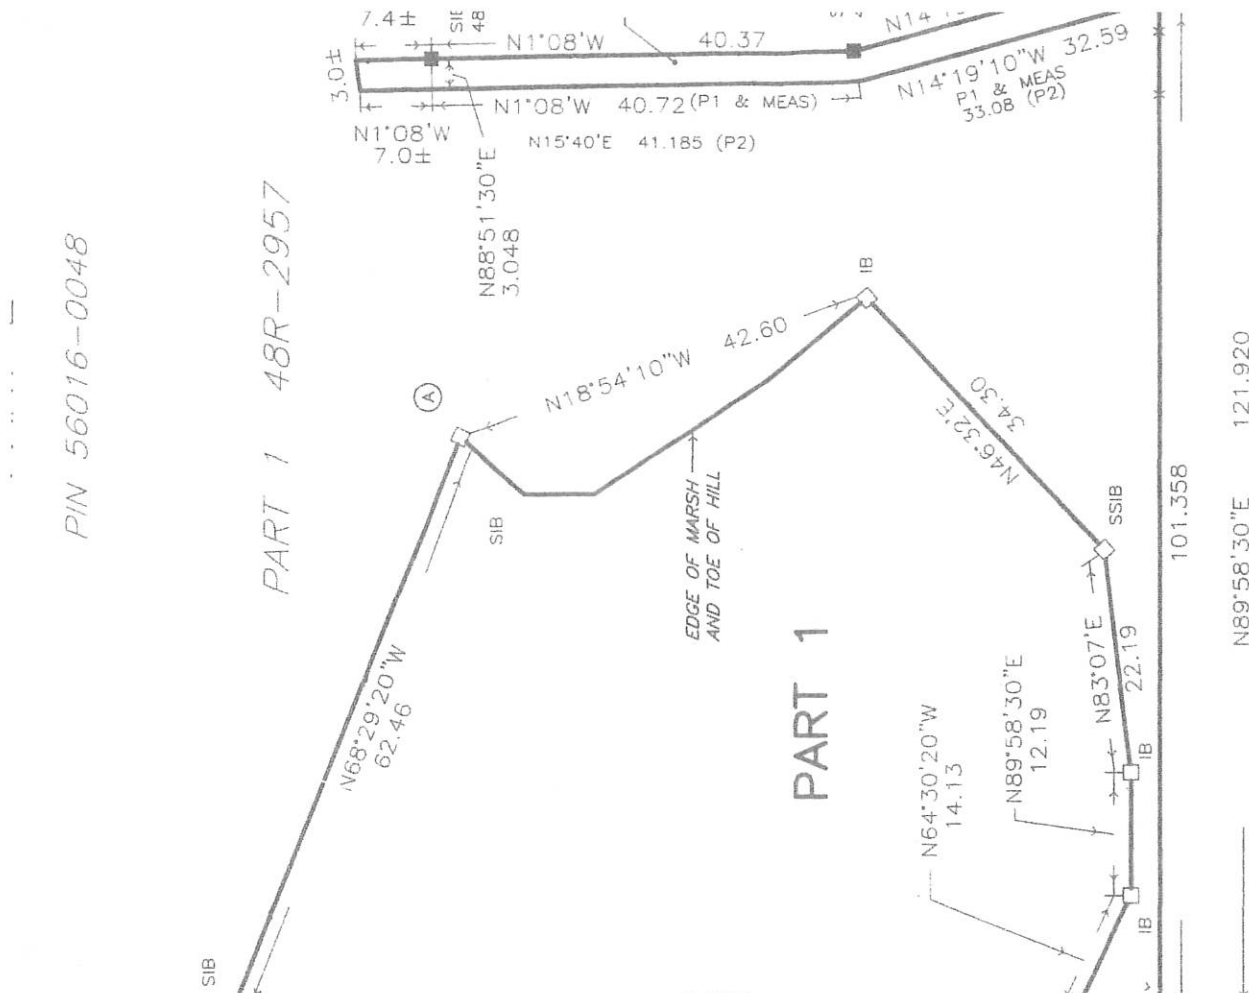 7.4±
SIB
48
N1°08'W 40.37
3.0±
N1°08'W 40.72 (P1 & MEAS)
N1°08'W
7.0±
N15°40'E 41.185 (P2)
N14°19'10"W 32.59
P1 & MEAS
33.08 (P2)
N88°51'30"E
3.048
PIN 56016-0048
PART 1 48R-2957
A
IB
N18°54'10"W 42.60
SIB
EDGE OF MARSH
AND TOE OF HILL
N46°32'E
34.30
SSIB
101.358
N89°58'30"E 121.920
N68°29'20"W
62.46
PART 1
N83°07'E
22.19
N89°58'30"E
12.19
N64°30'20"W
14.13
IB
IB
SIB